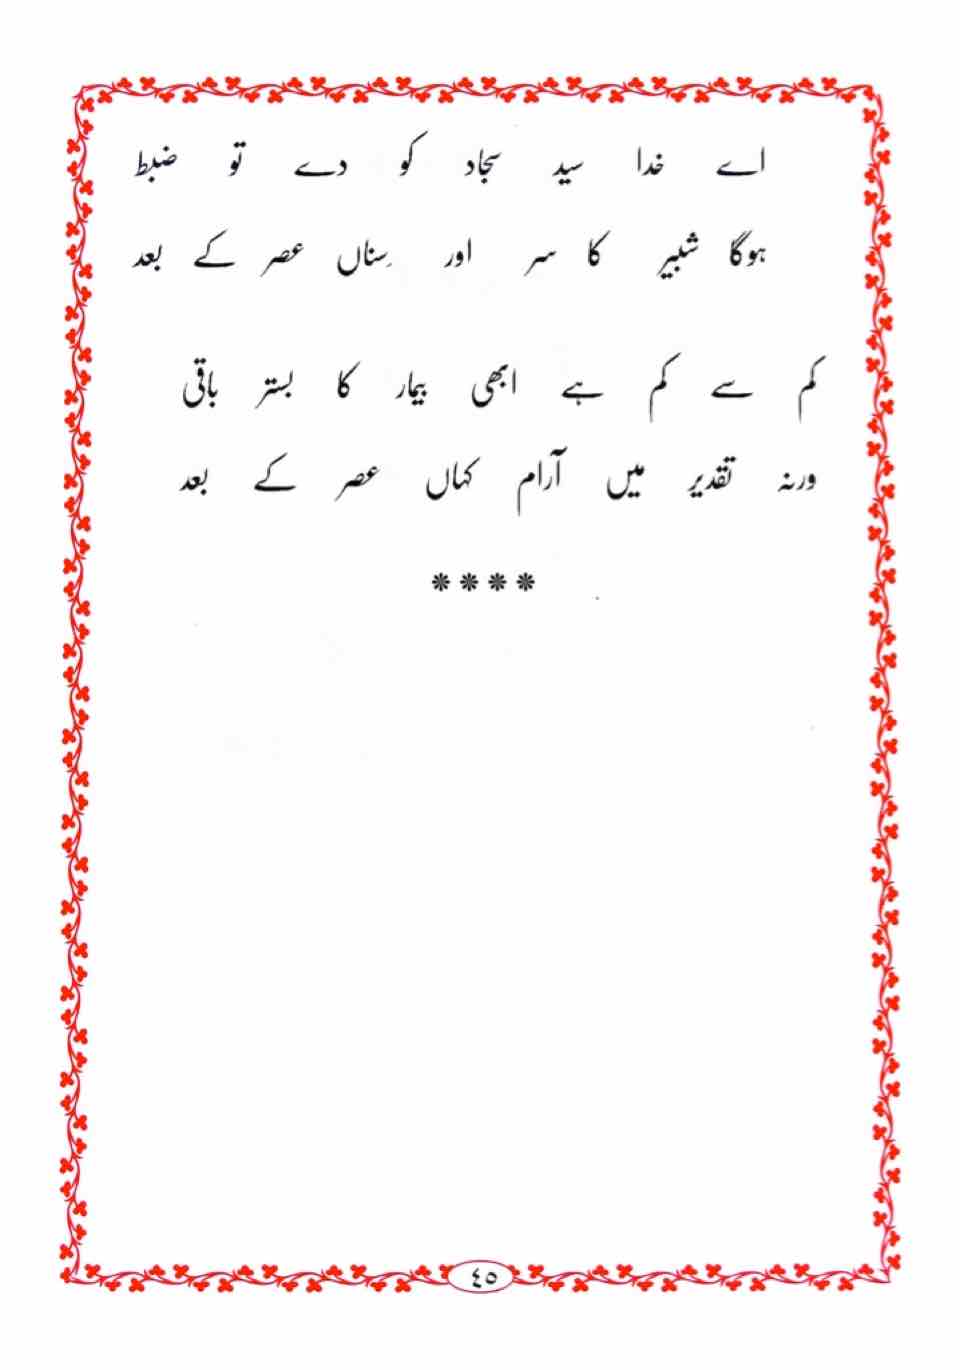 اے خدا سید سجاد کو دے تو ضبط
ہوگا شبیر کا سر اور سِناں عصر کے بعد
کم سے کم ہے ابھی بیمار کا بستر باقی
ورنہ تقدیر میں آرام کہاں عصر کے بعد
****
٤٥